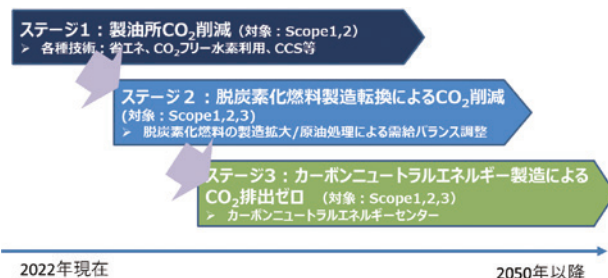 ステージ1：製油所CO₂削減（対象：Scope1,2）
➢ 各種技術：省エネ、CO₂フリー水素利用、CCS等
ステージ２：脱炭素化燃料製造転換によるCO₂削減
(対象：Scope1,2,3)
➢ 脱炭素化燃料の製造拡大/原油処理による需給バランス調整
ステージ3：カーボンニュートラルエネルギー製造による
CO₂排出ゼロ （対象：Scope1,2,3）
➢ カーボンニュートラルエネルギーセンター
2022年現在
2050年以降